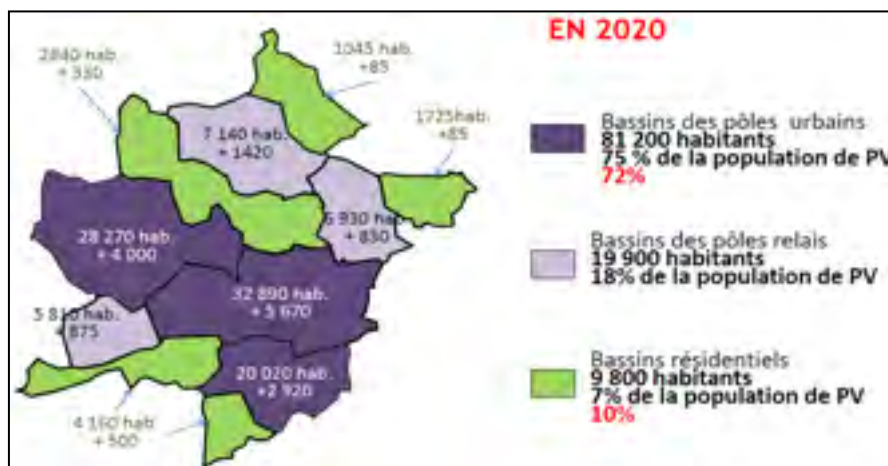 EN 2020
2840 hab.
+ 330
1045 hab.
+85
7 140 hab.
+ 1420
1725hab.
+85
6 930 hab.
+ 830
28 270 hab.
+ 4 000
32 890 hab.
+ 5 670
5 810 hab.
+ 875
20 020 hab.
+2 920
4 160 hab
+ 500
Bassins des pôles urbains
81 200 habitants
75 % de la population de PV
72%
Bassins des pôles relais
19 900 habitants
18% de la population de PV
Bassins résidentiels
9 800 habitants
7% de la population de PV
10%